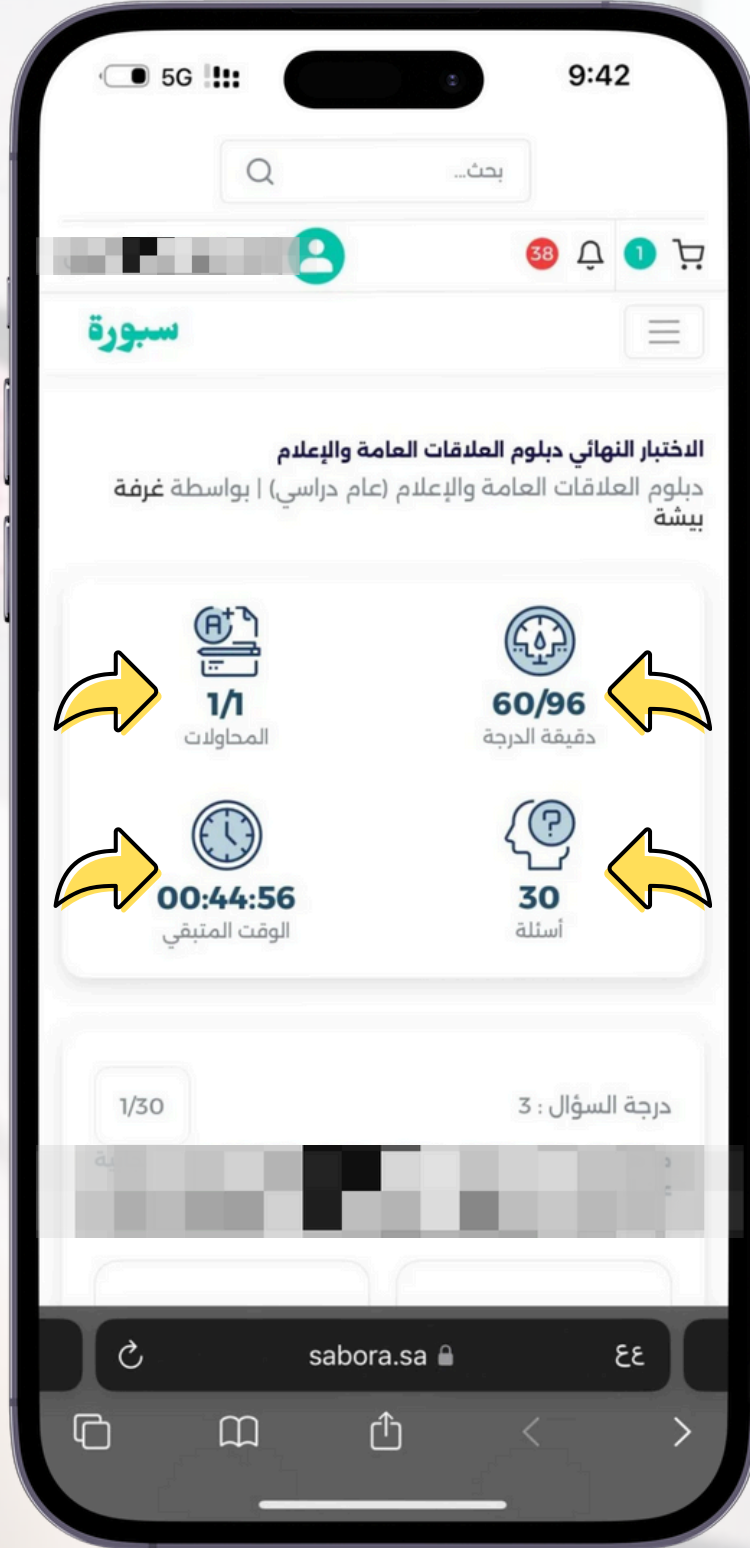 9:42
5G
بحث...
38
1
سبورة
الاختبار النهائي دبلوم العلاقات العامة والإعلام
دبلوم العلاقات العامة والإعلام (عام دراسي) | بواسطة غرفة
بيشة
A+
60/96
دقيقة الدرجة
1/1
المحاولات
?
30
أسئلة
00:44:56
الوقت المتبقي
درجة السؤال : 3
1/30
عع
sabora.sa